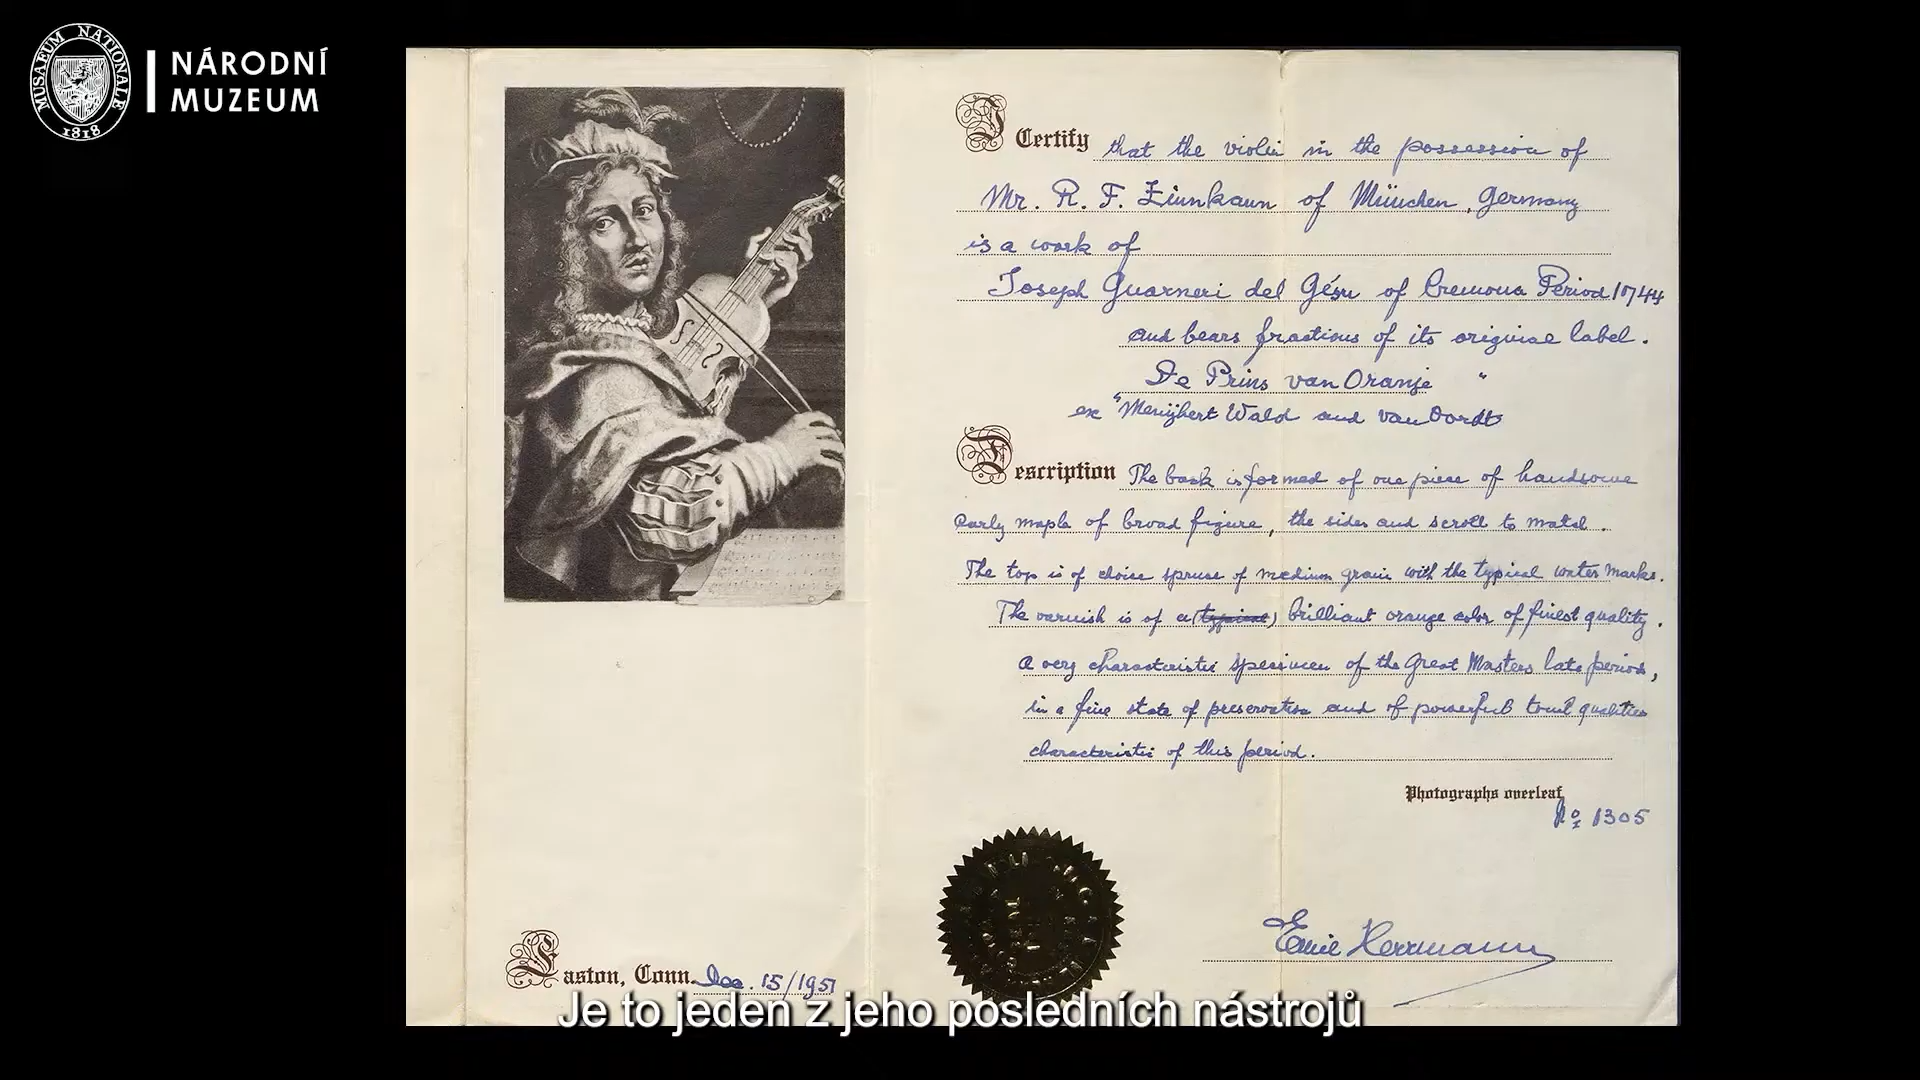 MUSAEUM NATIONALE
1818
NÁRODNÍ
MUZEUM
I Certify that the violin in the possession of
Mr. R. F. Zimkaun of München, Germany
is a work of
Joseph Guarneri del Gésu of Cremona Period 1744
and bears fractions of its original label.
De Prins van Oranje "
ex "Menyhert Wald and van Oordt
Description The back is formed of one piece of handsome
curly maple of broad figure, the sides and scroll to match.
The top is of choice spruce of medium grain with the typical water marks.
The varnish is of a (typical) brilliant orange color of finest quality.
A very characteristic specimen of the Great Masters late period,
in a fine state of preservation and of powerful tonal qualities
characteristic of this period.
Photographs overleaf
No 1305
Emil Herrmann
Easton, Conn. Dec. 15/1951
Je to jeden z jeho posledních nástrojů